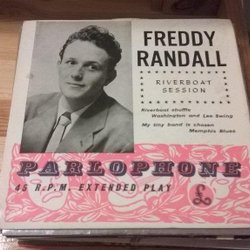 FREDDY
RANDALL
RIVERBOAT
SESSION
Riverboat shuffle
Washington and Lee Swing
My tiny band is chosen
Memphis Blues
PARLOPHONE
45 R.P.M. EXTENDED PLAY